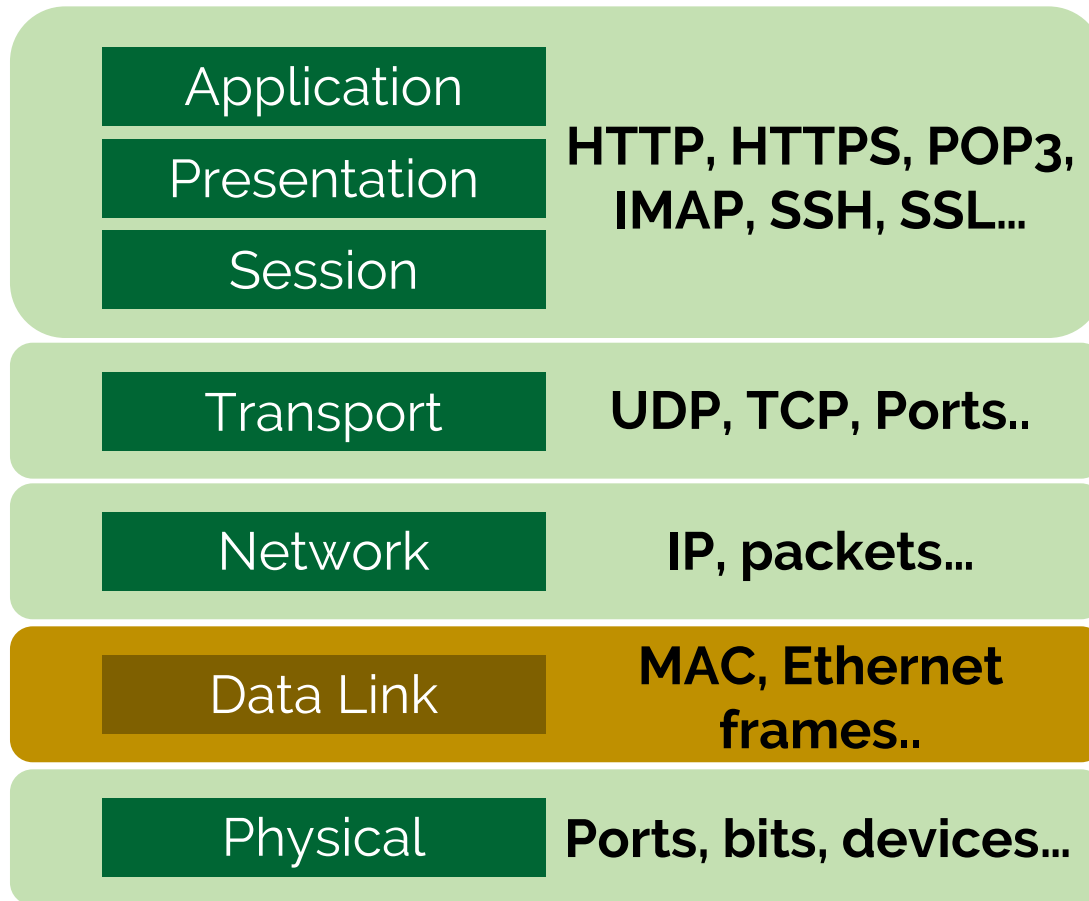 Application
Presentation
Session
HTTP, HTTPS, POP3,
IMAP, SSH, SSL...
Transport
UDP, TCP, Ports..
Network
IP, packets...
Data Link
MAC, Ethernet
frames..
Physical
Ports, bits, devices...